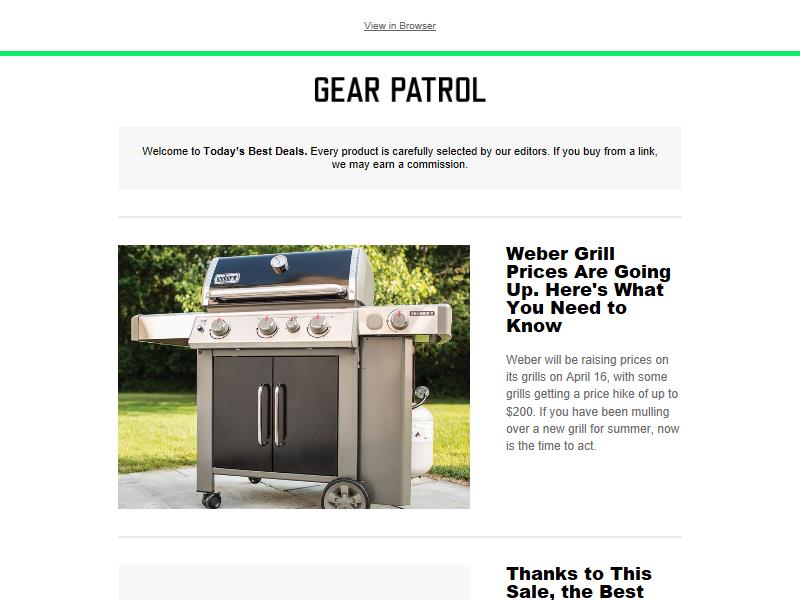 View in Browser
GEAR PATROL
Welcome to Today's Best Deals. Every product is carefully selected by our editors. If you buy from a link,
we may earn a commission.
Weber Grill
Prices Are Going
Up. Here's What
You Need to
Know
Weber will be raising prices on
its grills on April 16, with some
grills getting a price hike of up to
$200. If you have been mulling
over a new grill for summer, now
is the time to act.
Thanks to This
Sale, the Best